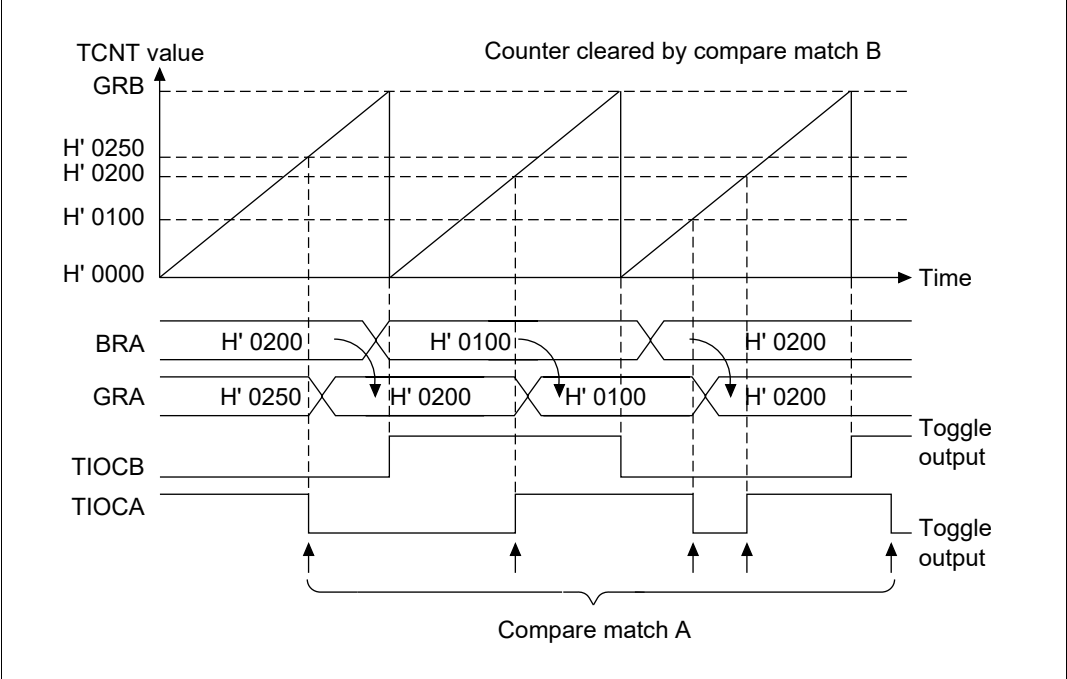 TCNT value
Counter cleared by compare match B
GRB
H' 0250
H' 0200
H' 0100
H' 0000
Time
BRA H' 0200 H' 0100 H' 0200
GRA H' 0250 H' 0200 H' 0100 H' 0200
TIOCB
Toggle
output
TIOCA
Toggle
output
Compare match A